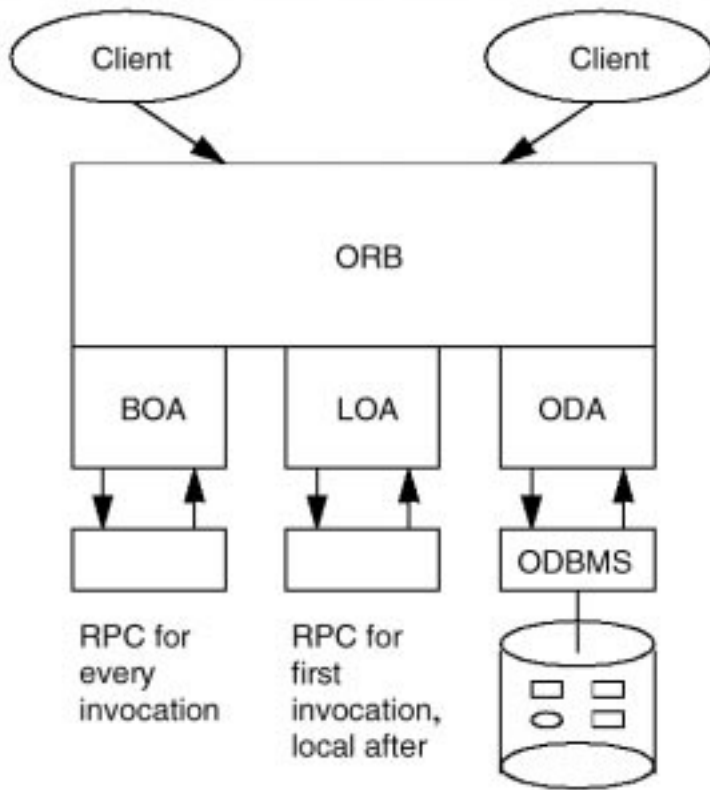 Client
Client
ORB
BOA
LOA
ODA
ODBMS
RPC for
every
invocation
RPC for
first
invocation,
local after